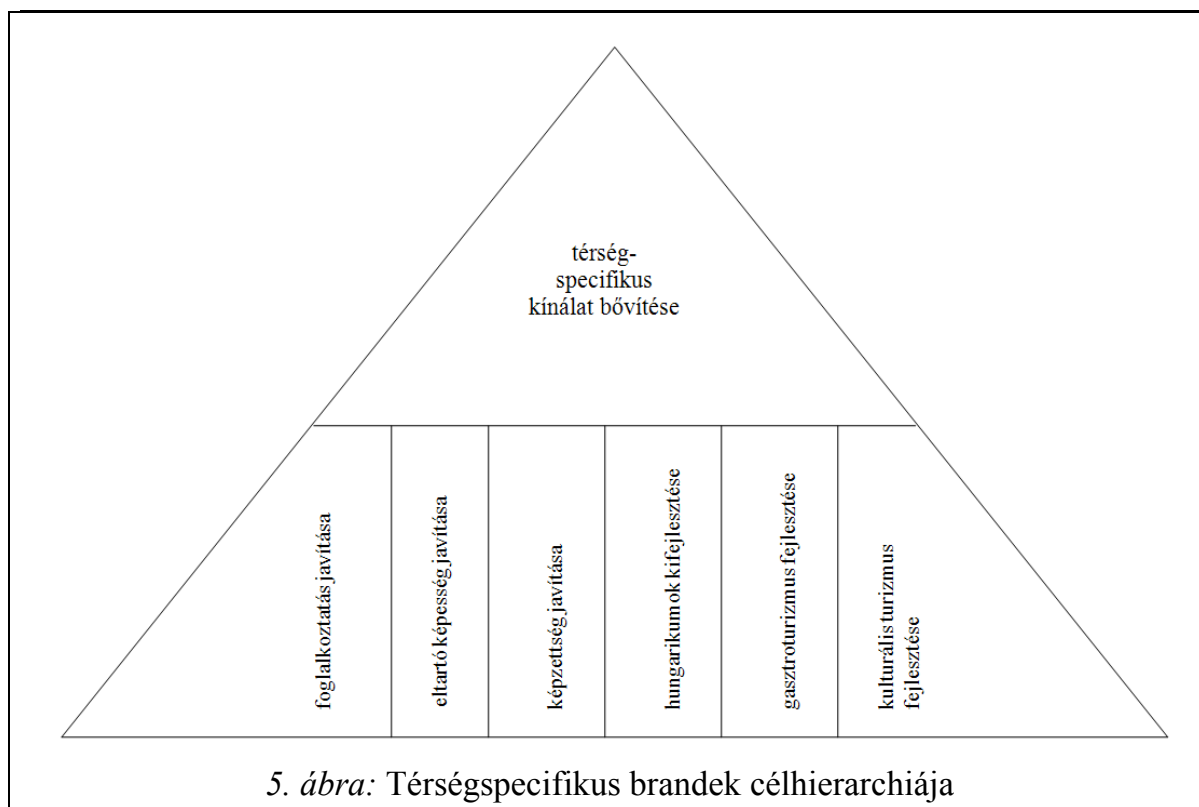 térség-
specifikus
kínálat bővítése
foglalkoztatás javítása
eltartó képesség javítása
képzettség javítása
hungarikumok kifejlesztése
gasztroturizmus fejlesztése
kulturális turizmus
fejlesztése
5. ábra: Térségspecifikus brandek célhierarchiája